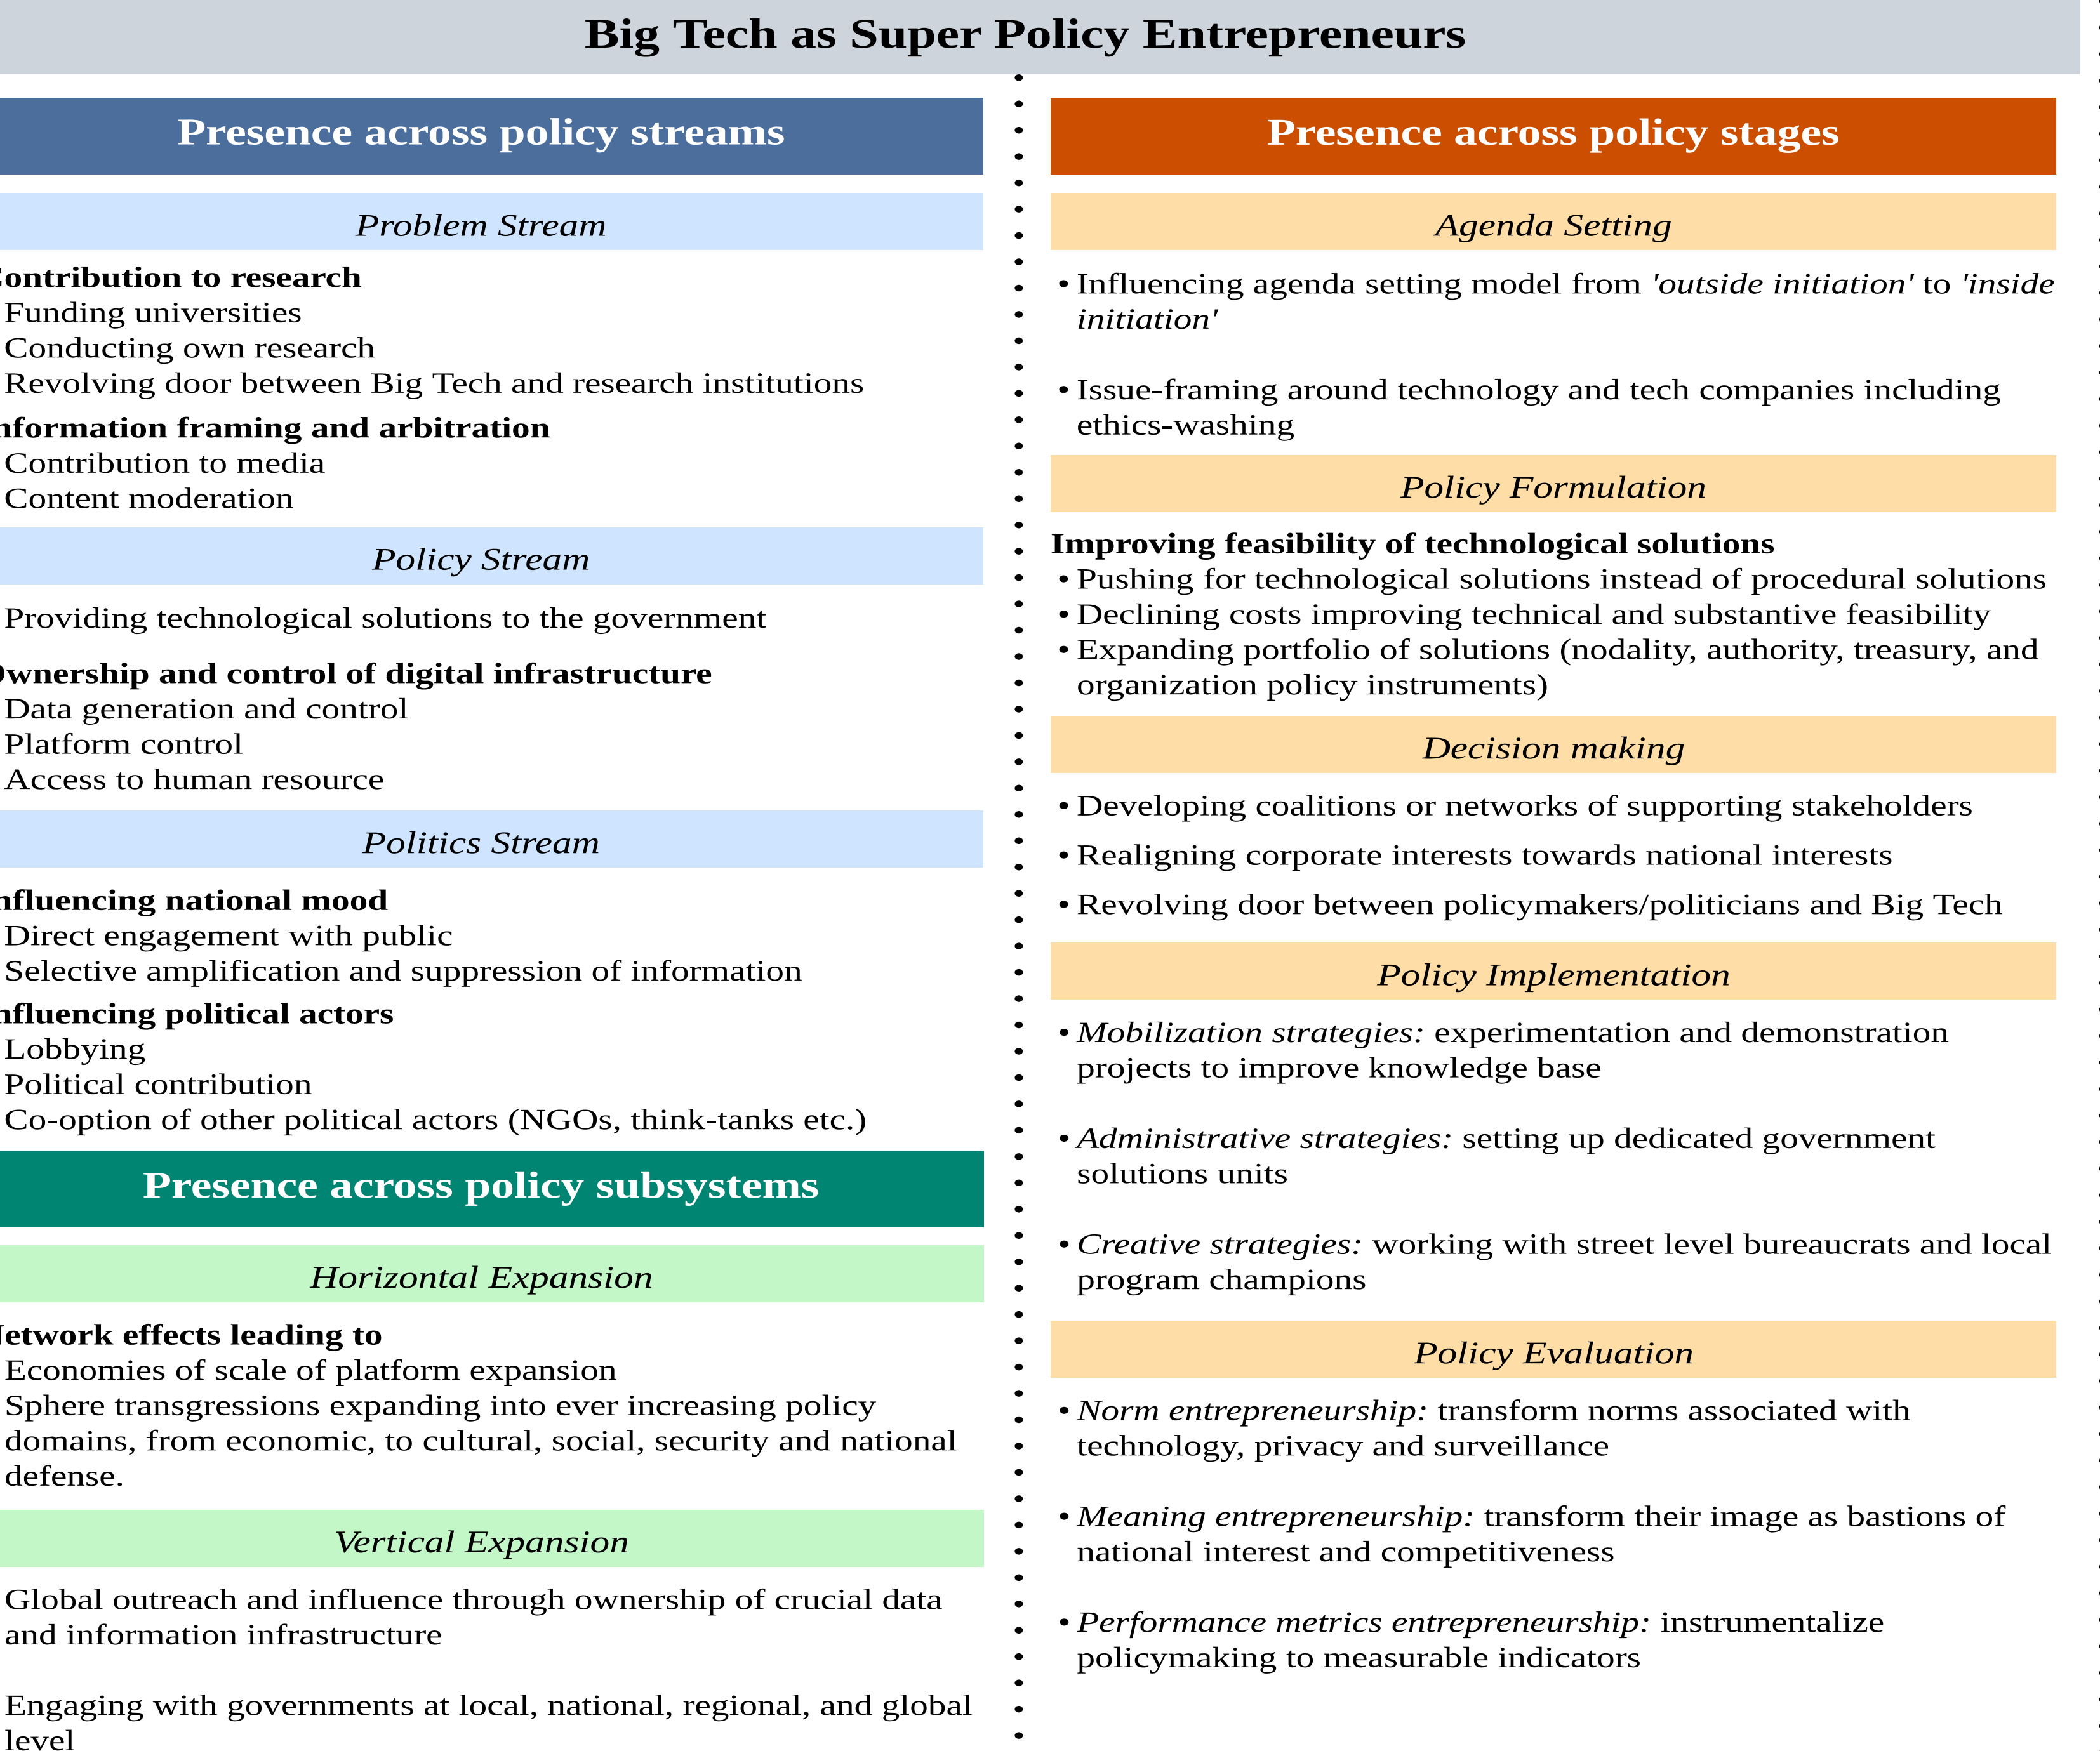 Big Tech as Super Policy Entrepreneurs
Presence across policy streams
Problem Stream
Contribution to research
Funding universities
Conducting own research
Revolving door between Big Tech and research institutions
nformation framing and arbitration
Contribution to media
Content moderation
Policy Stream
Providing technological solutions to the government
Ownership and control of digital infrastructure
Data generation and control
Platform control
Access to human resource
Politics Stream
nfluencing national mood
Direct engagement with public
Selective amplification and suppression of information
nfluencing political actors
Lobbying
Political contribution
Co-option of other political actors (NGOs, think-tanks etc.)
Presence across policy subsystems
Horizontal Expansion
Network effects leading to
Economies of scale of platform expansion
Sphere transgressions expanding into ever increasing policy
domains, from economic, to cultural, social, security and national
defense.
Vertical Expansion
Global outreach and influence through ownership of crucial data
and information infrastructure
Engaging with governments at local, national, regional, and global
level
Presence across policy stages
Agenda Setting
• Influencing agenda setting model from 'outside initiation' to 'inside
initiation'
• Issue-framing around technology and tech companies including
ethics-washing
Policy Formulation
Improving feasibility of technological solutions
• Pushing for technological solutions instead of procedural solutions
• Declining costs improving technical and substantive feasibility
• Expanding portfolio of solutions (nodality, authority, treasury, and
organization policy instruments)
Decision making
• Developing coalitions or networks of supporting stakeholders
• Realigning corporate interests towards national interests
• Revolving door between policymakers/politicians and Big Tech
Policy Implementation
• Mobilization strategies: experimentation and demonstration
projects to improve knowledge base
• Administrative strategies: setting up dedicated government
solutions units
• Creative strategies: working with street level bureaucrats and local
program champions
Policy Evaluation
• Norm entrepreneurship: transform norms associated with
technology, privacy and surveillance
• Meaning entrepreneurship: transform their image as bastions of
national interest and competitiveness
• Performance metrics entrepreneurship: instrumentalize
policymaking to measurable indicators